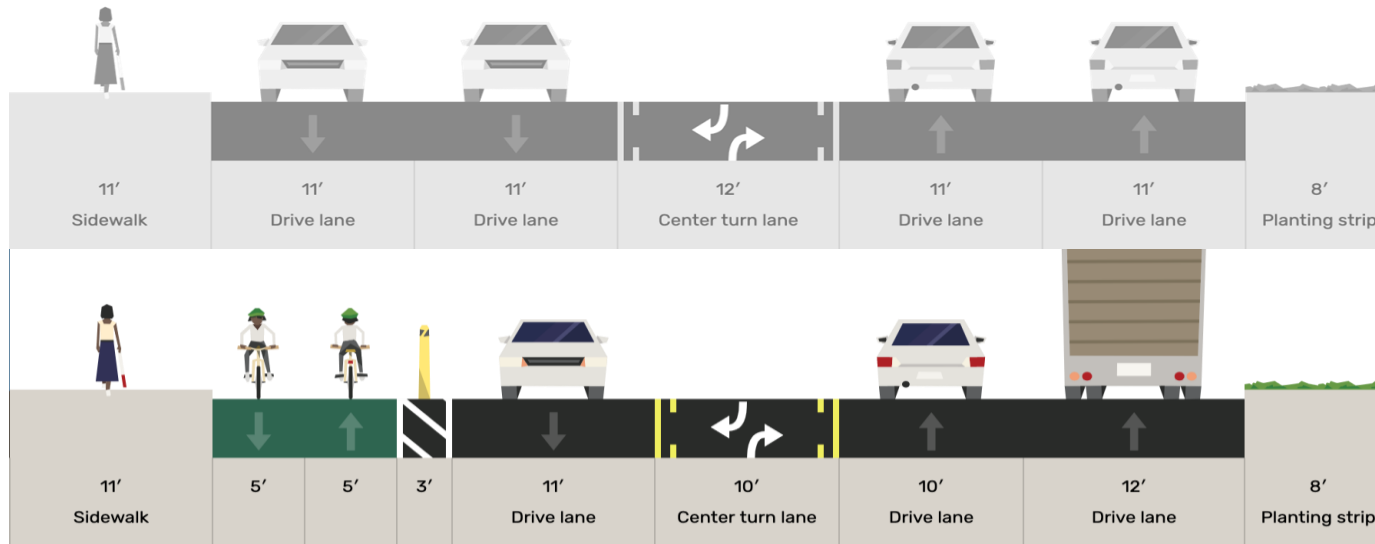 11′ 11′ 11′ 12′ 11′ 11′ 8′
Sidewalk Drive lane Drive lane Center turn lane Drive lane Drive lane Planting strip
11′ 5′ 5′ 3′ 11′ 10′ 10′ 12′ 8′
Sidewalk Drive lane Center turn lane Drive lane Drive lane Planting strip